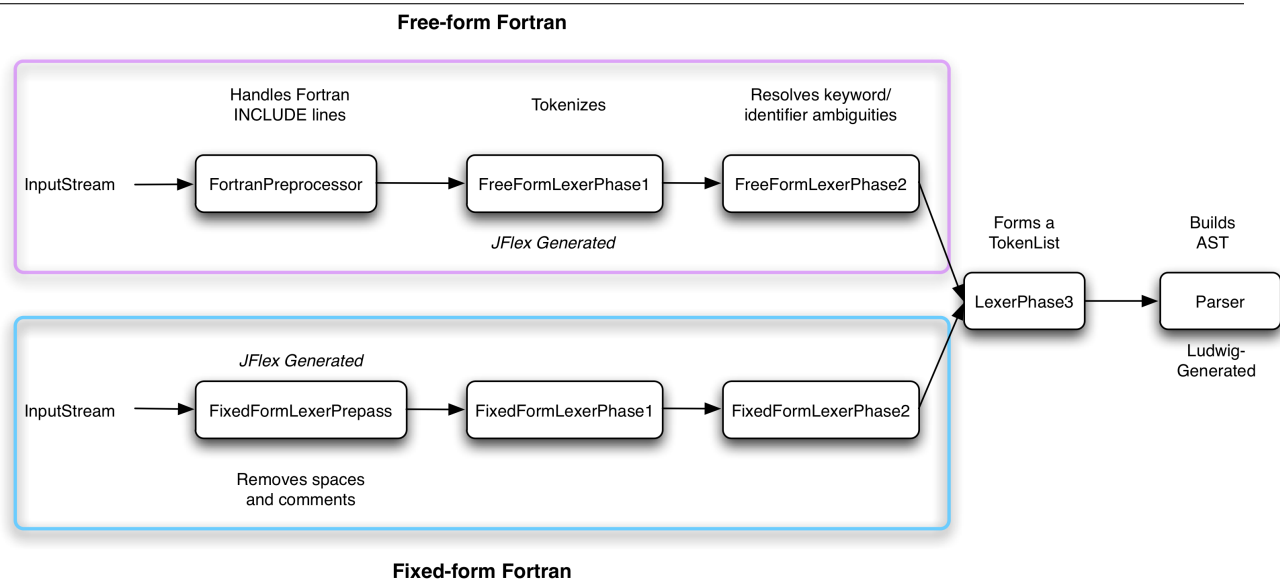 Free-form Fortran
Handles Fortran
INCLUDE lines
Tokenizes
Resolves keyword/
identifier ambiguities
InputStream
FortranPreprocessor
FreeFormLexerPhase1
FreeFormLexerPhase2
JFlex Generated
Forms a
TokenList
Builds
AST
LexerPhase3
Parser
Ludwig-
Generated
JFlex Generated
InputStream
FixedFormLexerPrepass
FixedFormLexerPhase1
FixedFormLexerPhase2
Removes spaces
and comments
Fixed-form Fortran